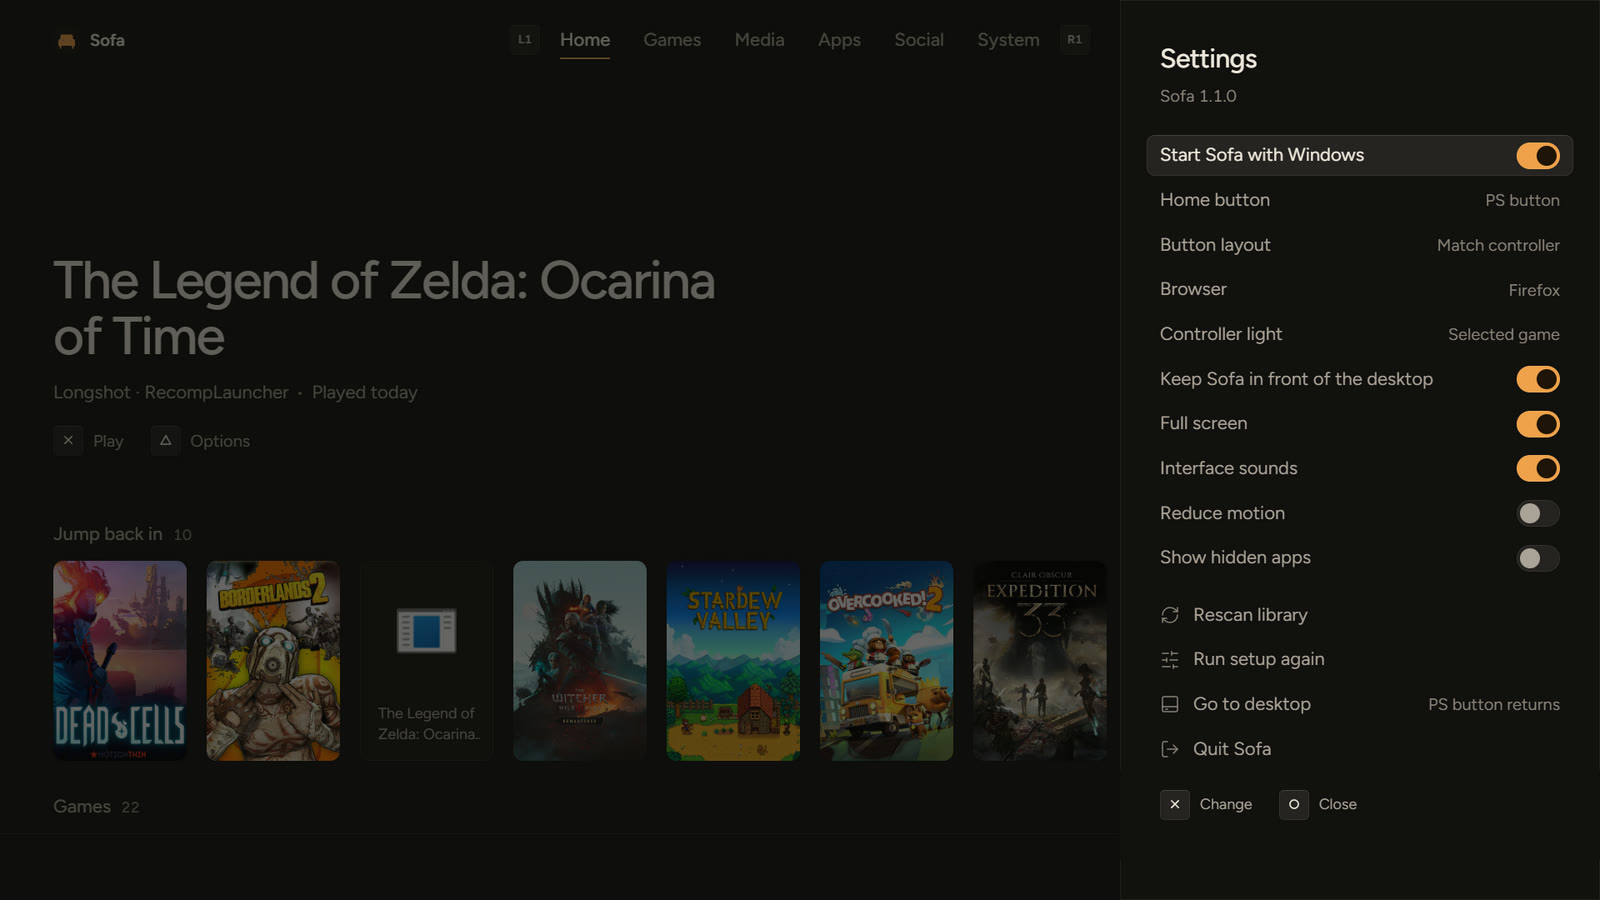 Sofa
L1
Home
Games
Media
Apps
Social
System
R1
The Legend of Zelda: Ocarina
of Time
Longshot · RecompLauncher · Played today
Play
Options
Jump back in 10
DEAD CELLS
MOTIONTWIN
BORDERLANDS 2
The Legend of
Zelda: Ocarina..
THE
WITCHER
WILD HUNT
REMASTERED
STARDEW
VALLEY
OVERCOOKED! 2
CLAIR OBSCUR
EXPEDITION
33
Games 22
Settings
Sofa 1.1.0
Start Sofa with Windows
Home button PS button
Button layout Match controller
Browser Firefox
Controller light Selected game
Keep Sofa in front of the desktop
Full screen
Interface sounds
Reduce motion
Show hidden apps
Rescan library
Run setup again
Go to desktop PS button returns
Quit Sofa
Change
Close